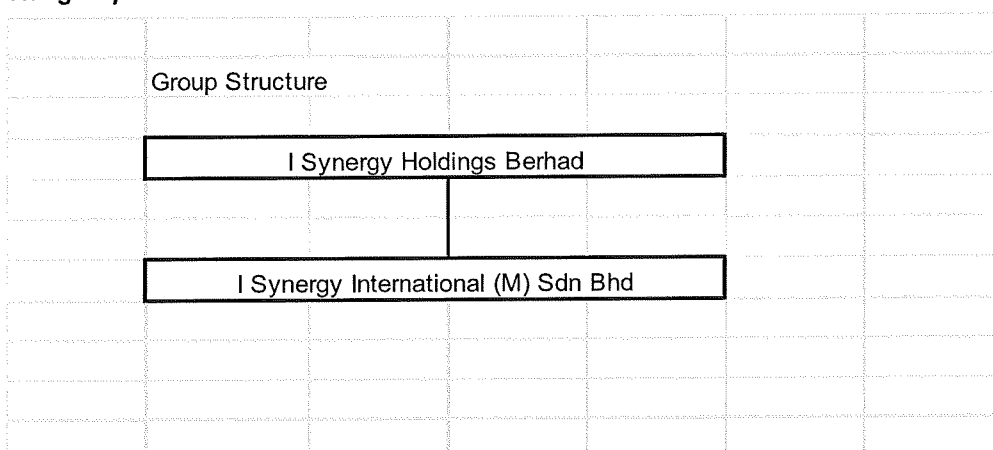 Group Structure
I Synergy Holdings Berhad
I Synergy International (M) Sdn Bhd